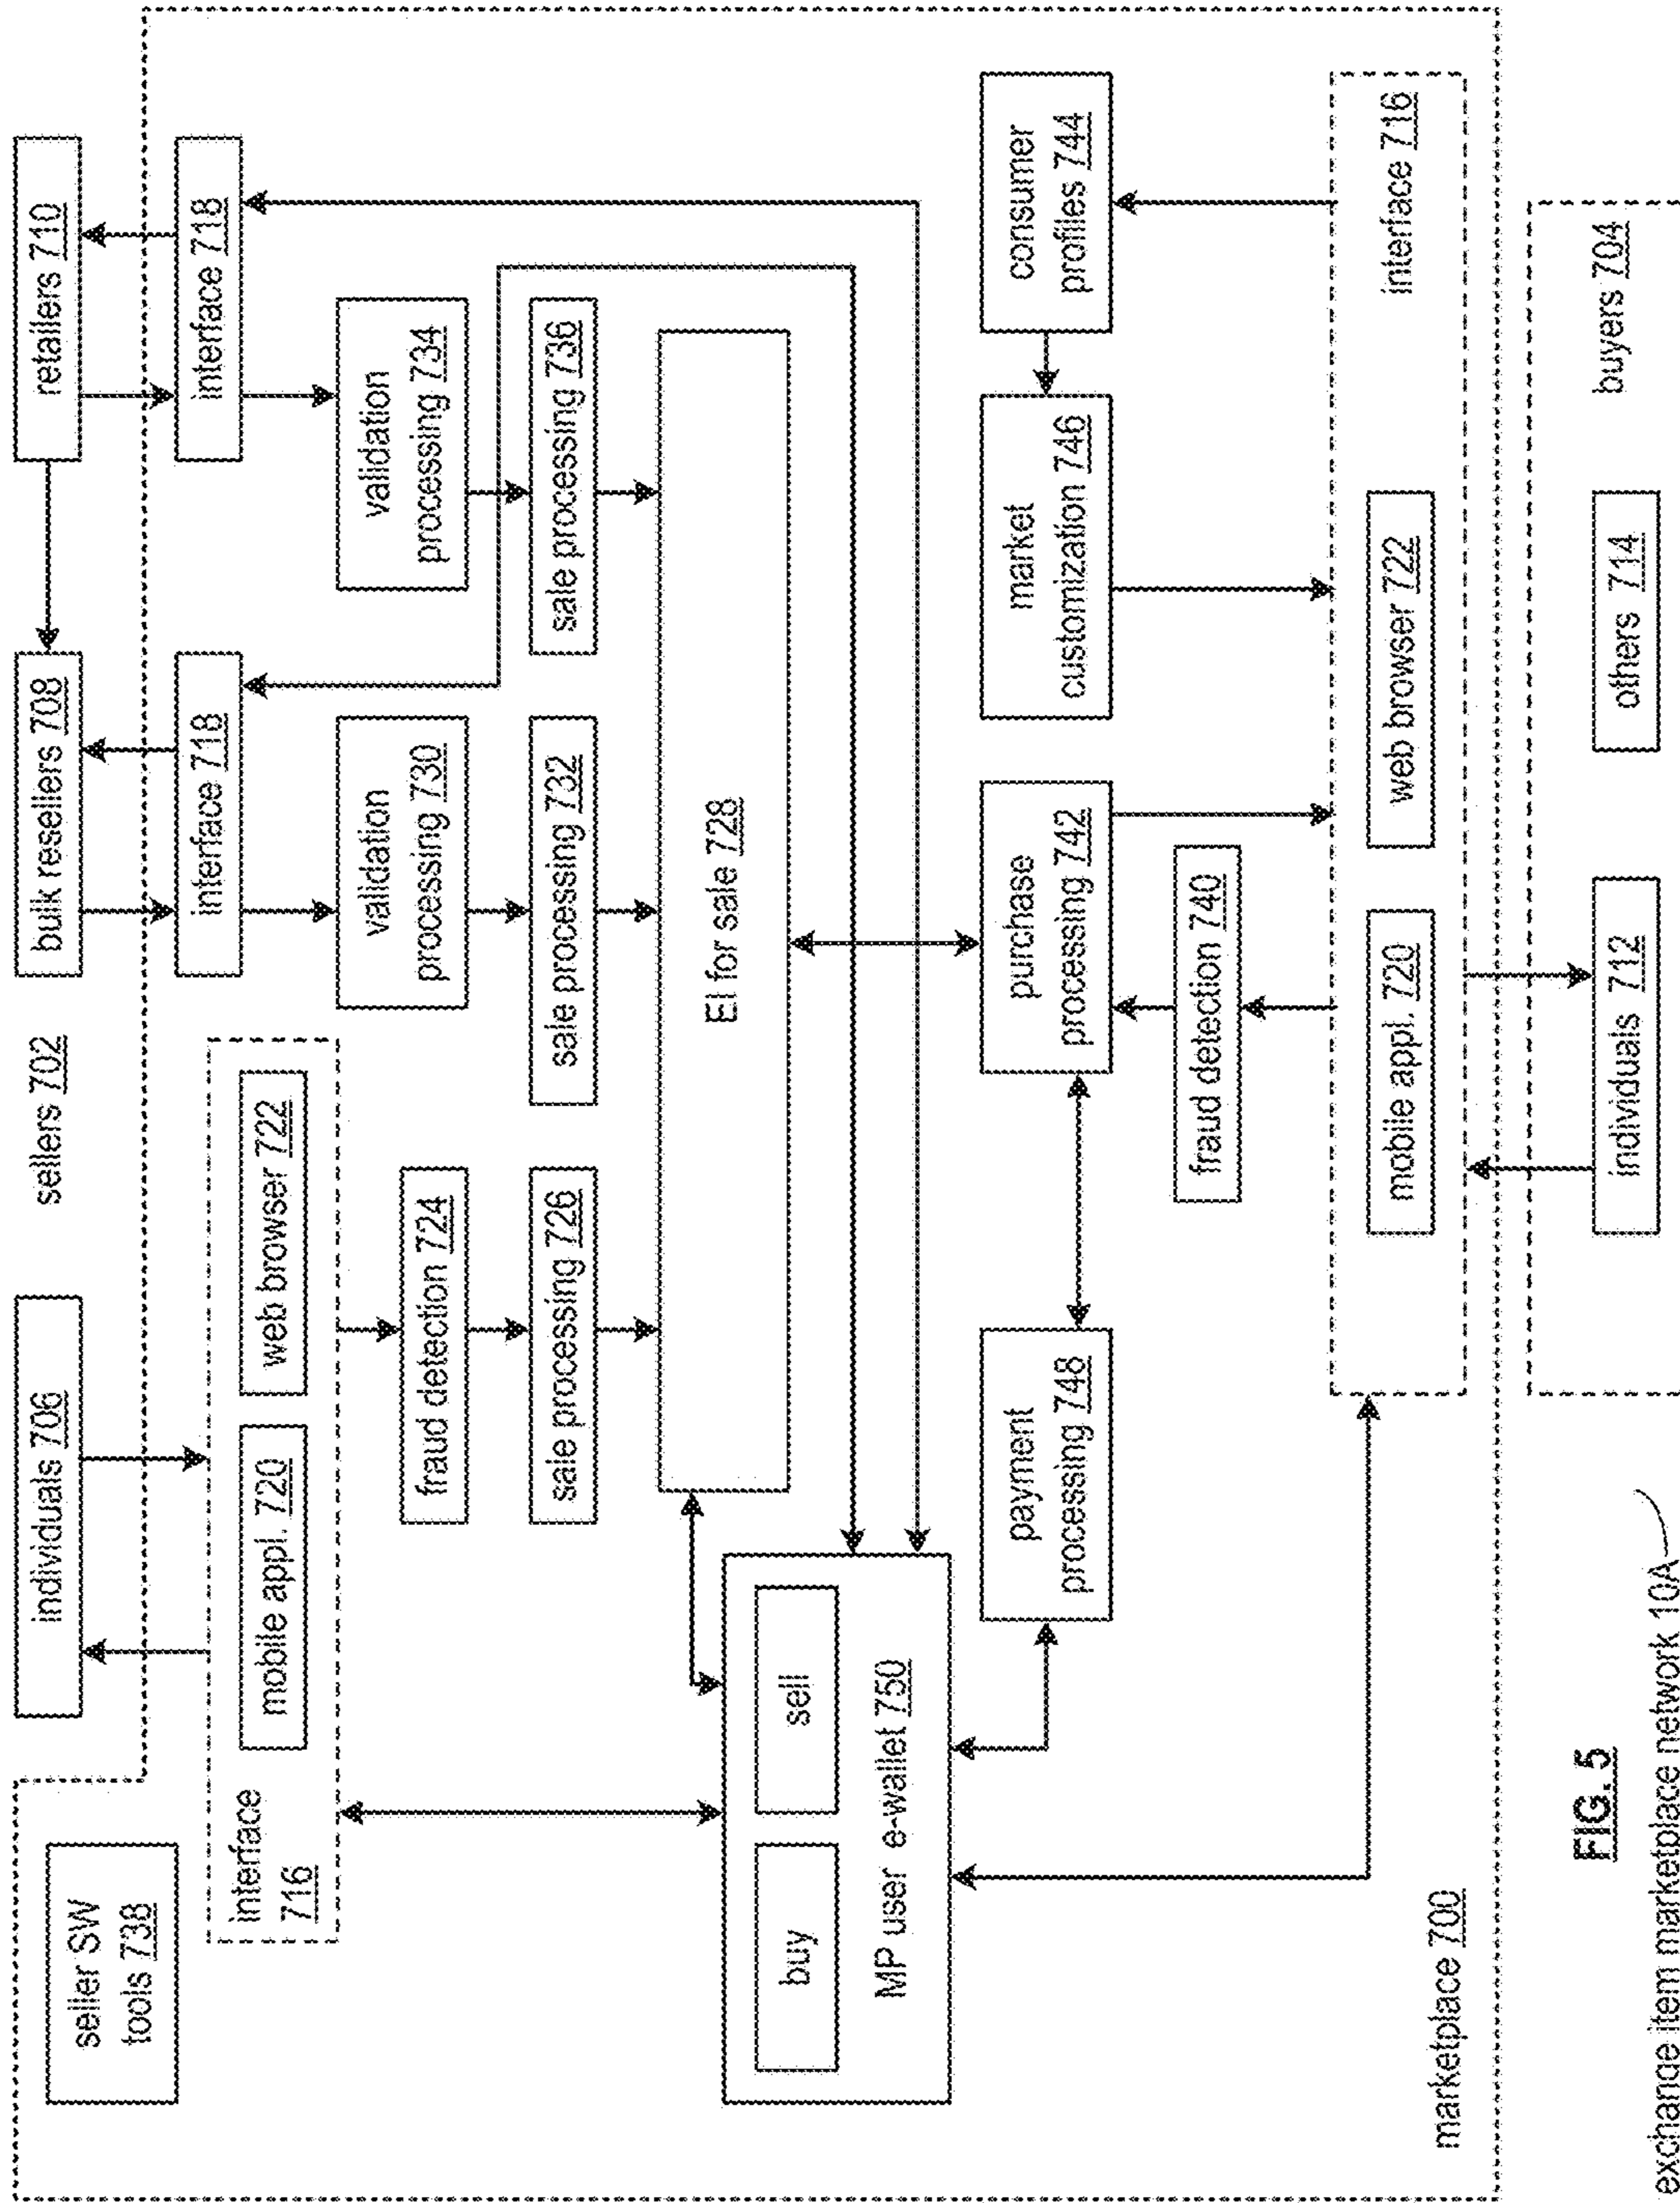 seller SW
tools 738
individuals 706
sellers 702
bulk resellers 708
retailers 710
interface
716
mobile appl. 720
web browser 722
interface 718
interface 718
fraud detection 724
validation
processing 730
validation
processing 734
sale processing 726
sale processing 732
sale processing 736
EI for sale 728
buy
sell
MP user e-wallet 750
payment
processing 748
purchase
processing 742
market
customization 746
consumer
profiles 744
fraud detection 740
mobile appl. 720
web browser 722
interface 716
marketplace 700
individuals 712
others 714
buyers 704
FIG. 5
exchange item marketplace network 10A